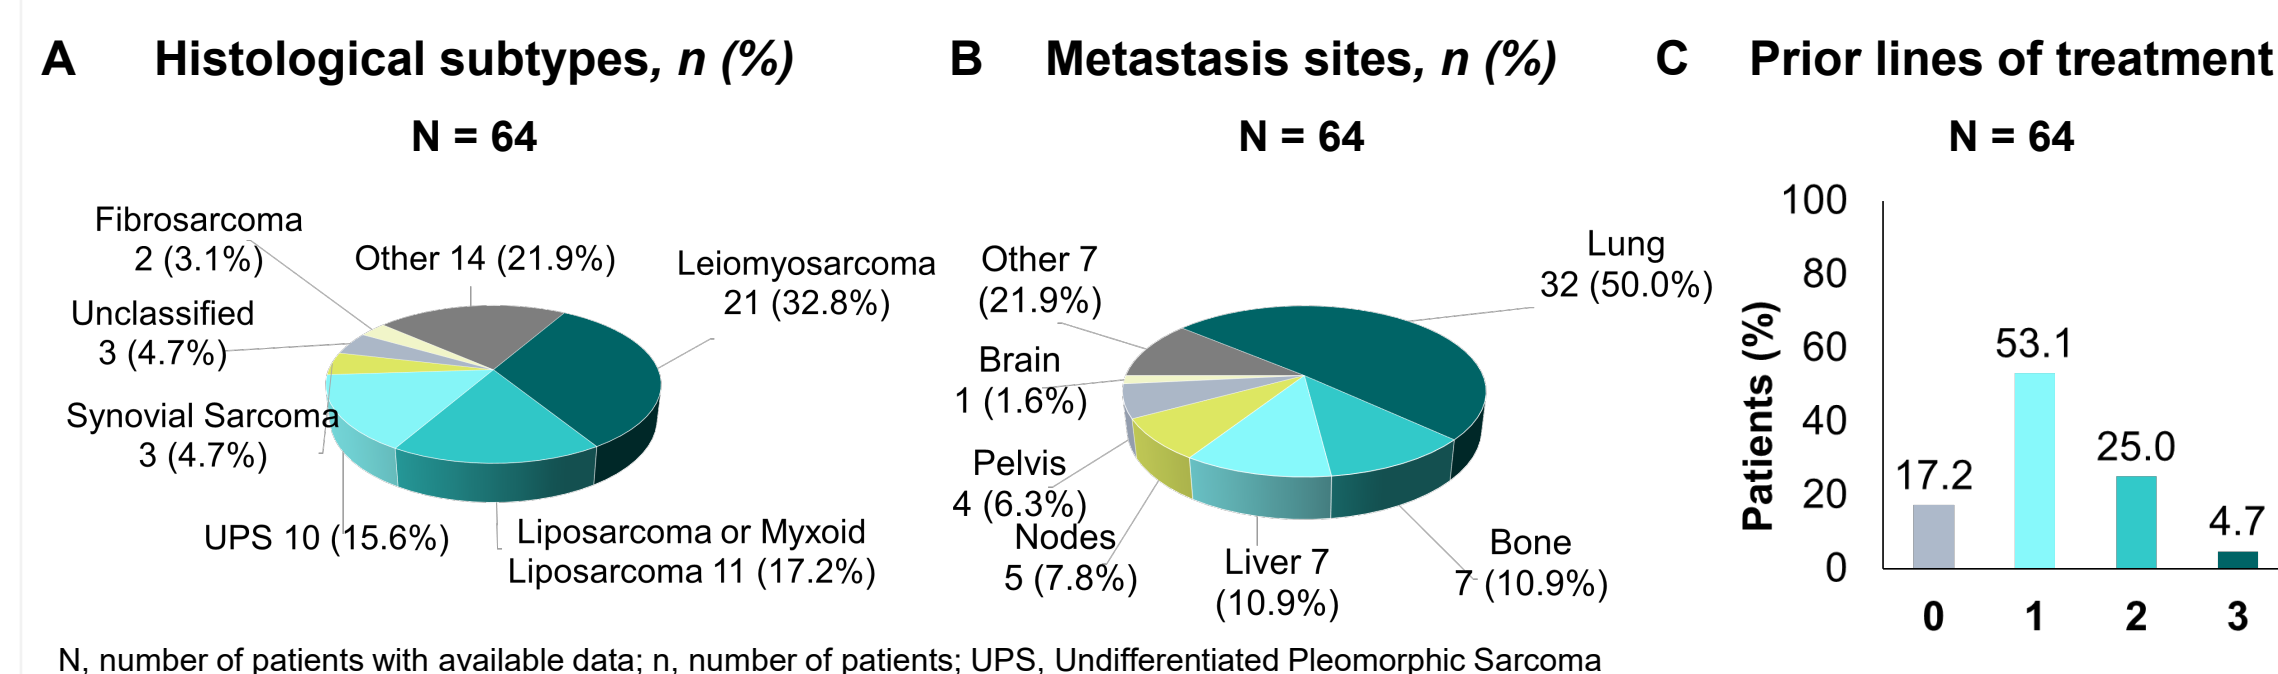 A Histological subtypes, n (%)
N = 64
Fibrosarcoma
2 (3.1%)
Other 14 (21.9%)
Leiomyosarcoma
21 (32.8%)
Unclassified
3 (4.7%)
Synovial Sarcoma
3 (4.7%)
UPS 10 (15.6%)
Liposarcoma or Myxoid
Liposarcoma 11 (17.2%)
B Metastasis sites, n (%)
N = 64
Other 7
(21.9%)
Lung
32 (50.0%)
Brain
1 (1.6%)
Pelvis
4 (6.3%)
Nodes
5 (7.8%)
Liver 7
(10.9%)
Bone
7 (10.9%)
C Prior lines of treatment
N = 64
Patients (%)
100
80
60
40
20
0
17.2
53.1
25.0
4.7
0 1 2 3
N, number of patients with available data; n, number of patients; UPS, Undifferentiated Pleomorphic Sarcoma